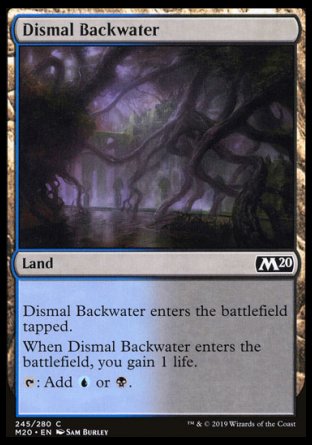 Dismal Backwater
Land
M20
Dismal Backwater enters the battlefield
tapped.
When Dismal Backwater enters the
battlefield, you gain 1 life.
: Add or .
245/280 C
M20 • EN Sam Burley
™ & © 2019 Wizards of the Coast